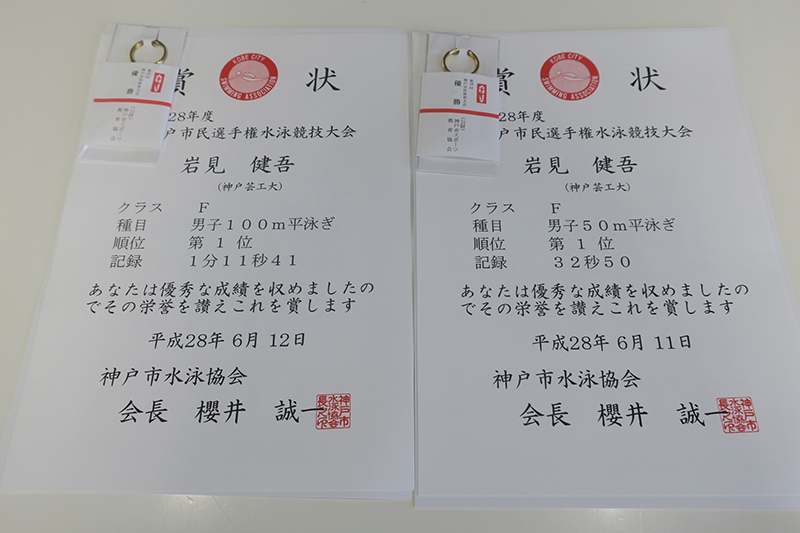 賞 状
KOBE CITY
SWIMMING ASSOCIATION
優勝
28年度
戸市民選手権水泳競技大会
岩見 健吾
(神戸芸工大)
クラス F
種目 男子100m平泳ぎ
順位 第 1 位
記録 1分11秒41
あなたは優秀な成績を収めましたの
でその栄誉を讃えこれを賞します
平成28年 6月 12日
神戸市水泳協会
会長 櫻井 誠一
神戸市
水泳協会
賞 状
KOBE CITY
SWIMMING ASSOCIATION
優勝
28年度
戸市民選手権水泳競技大会
岩見 健吾
(神戸芸工大)
クラス F
種目 男子50m平泳ぎ
順位 第 1 位
記録 32秒50
あなたは優秀な成績を収めましたの
でその栄誉を讃えこれを賞します
平成28年 6月 11日
神戸市水泳協会
会長 櫻井 誠一
神戸市
水泳協会